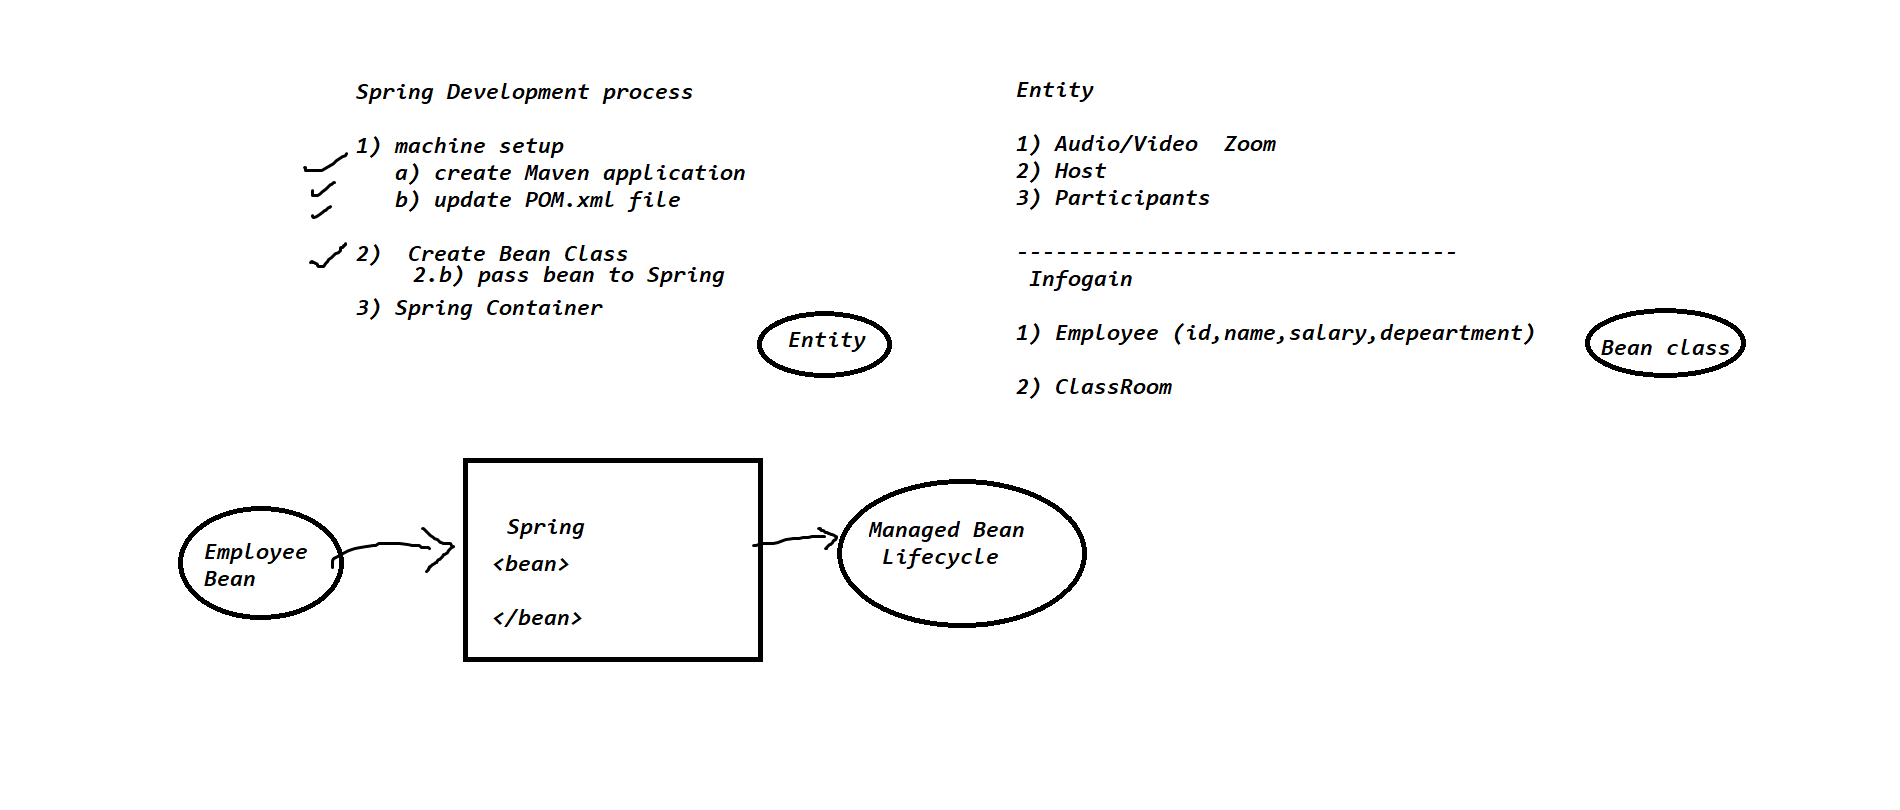 Spring Development process
1) machine setup
a) create Maven application
b) update POM.xml file
2) Create Bean Class
2.b) pass bean to Spring
3) Spring Container
Entity
Entity
1) Audio/Video Zoom
2) Host
3) Participants
----------------------------------
Infogain
1) Employee (id,name,salary,depeartment)
2) ClassRoom
Bean class
Employee
Bean
Spring
<bean>
</bean>
Managed Bean
Lifecycle